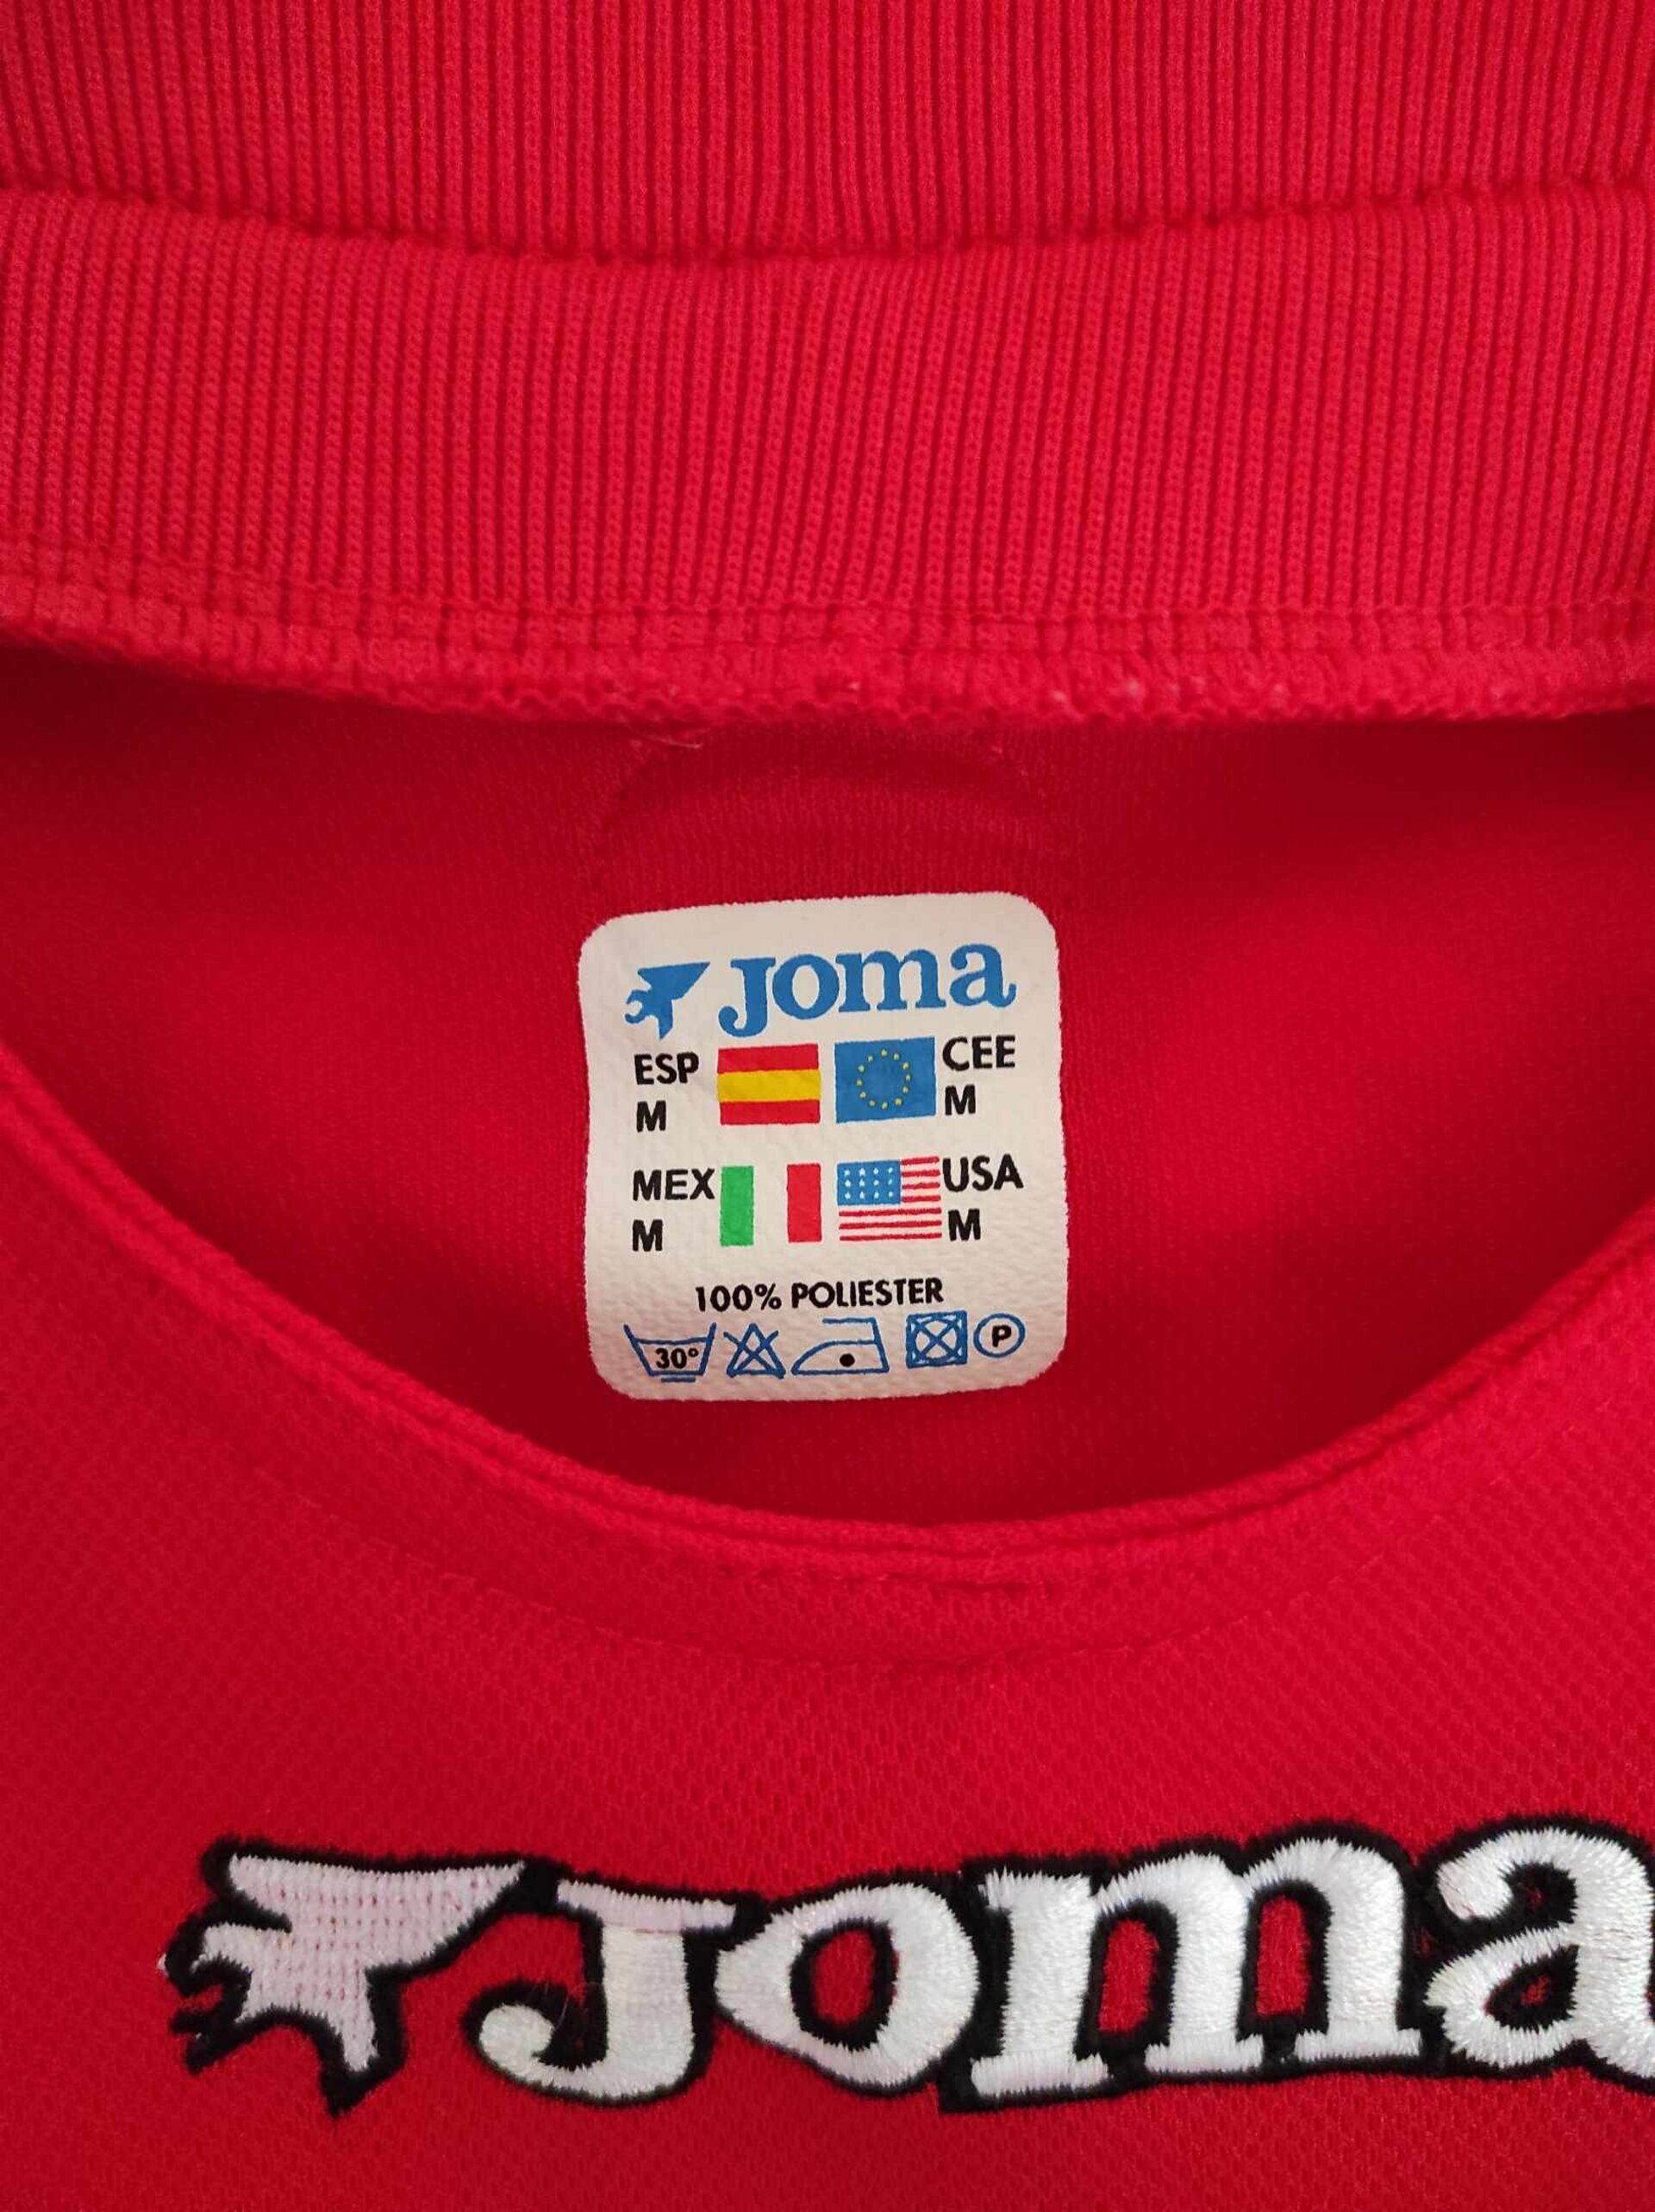 Joma
ESP CEE
M M
MEX USA
M M
100% POLIESTER
30° P
Joma